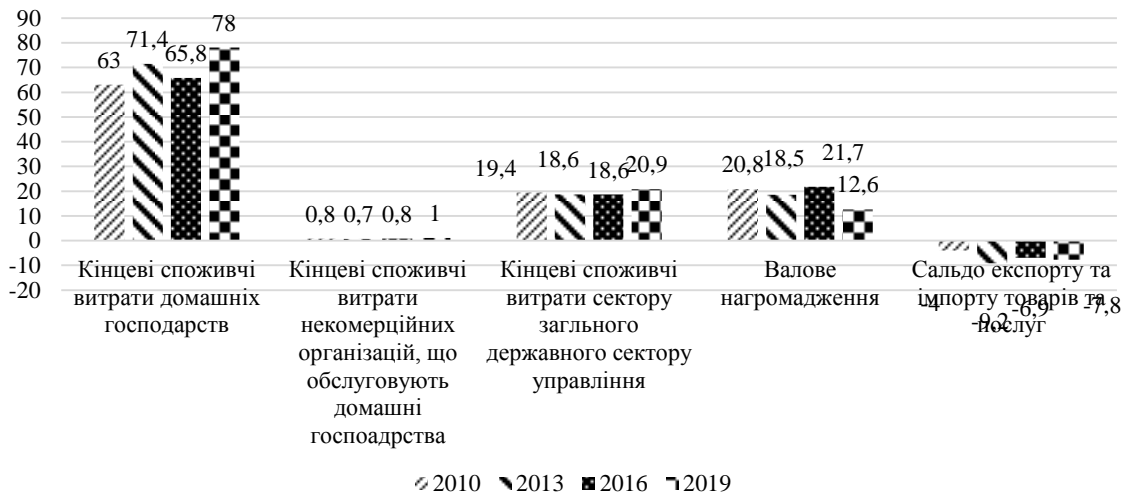 90
80
70
60
50
40
30
20
10
0
-10
-20
63
71,4
65,8
78
0,8 0,7 0,8 1
19,4
18,6
18,6
20,9
20,8
18,5
21,7
12,6
-4
-9,2
-6,9
-7,8
Кінцеві споживчі
витрати домашніх
господарств
Кінцеві споживчі
витрати
некомерційних
організацій, що
обслуговують
домашні
госпоадрства
Кінцеві споживчі
витрати сектору
загльного
державного сектору
управління
Валове
нагромадження
Сальдо експорту та
імпорту товарів та
послуг
2010 2013 2016 2019